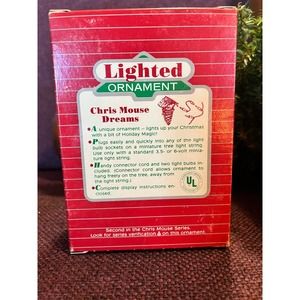 Lighted
ORNAMENT
Chris Mouse
Dreams
•A unique ornament – lights up your Christmas
with a bit of Holiday Magic!
•Plugs easily and quickly into any of the light
bulb sockets on a miniature tree light string.
Use only with a standard 3.5- or 6-volt minia-
ture light string.
•Handy connector cord and two light bulbs in-
cluded. (Connector cord allows ornament to
hang freely on the tree, away from
the light string.)
•Complete display instructions en-
closed.
UL
Second in the Chris Mouse Series.
Look for series verification & on this ornament.